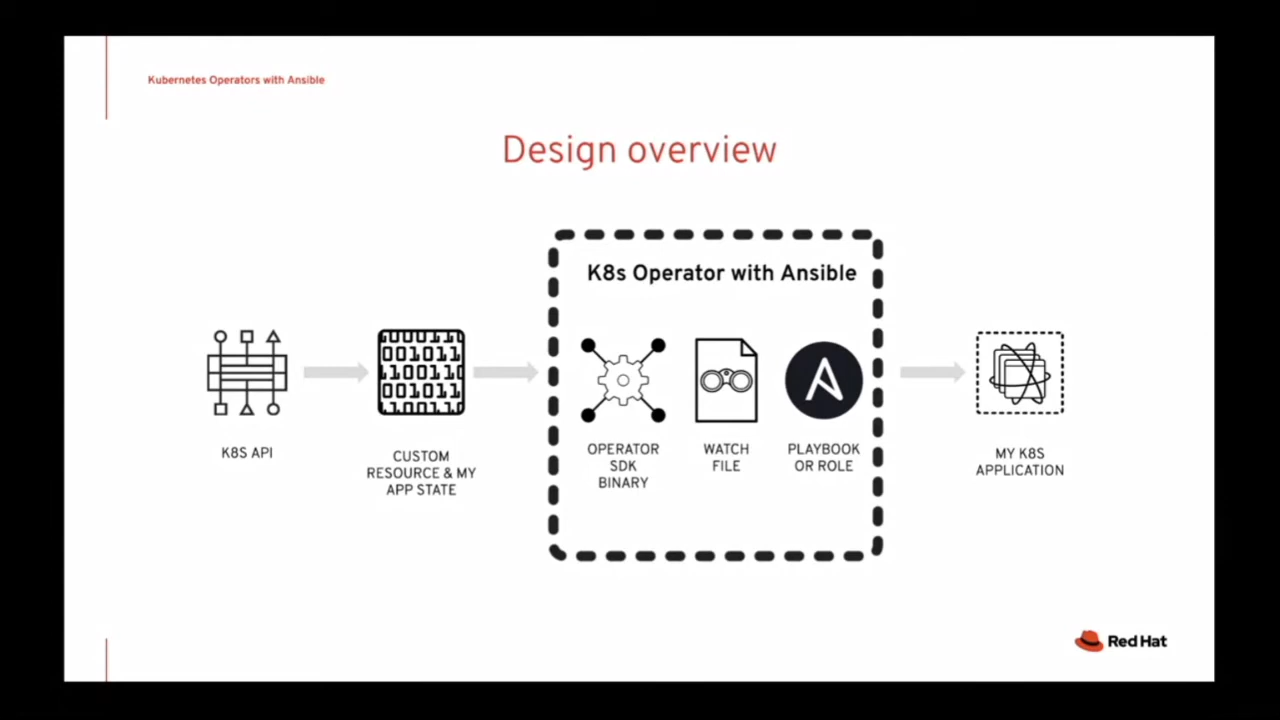 Kubernetes Operators with Ansible
Design overview
K8s Operator with Ansible
K8S API
CUSTOM
RESOURCE & MY
APP STATE
OPERATOR
SDK
BINARY
WATCH
FILE
PLAYBOOK
OR ROLE
MY K8S
APPLICATION
Red Hat